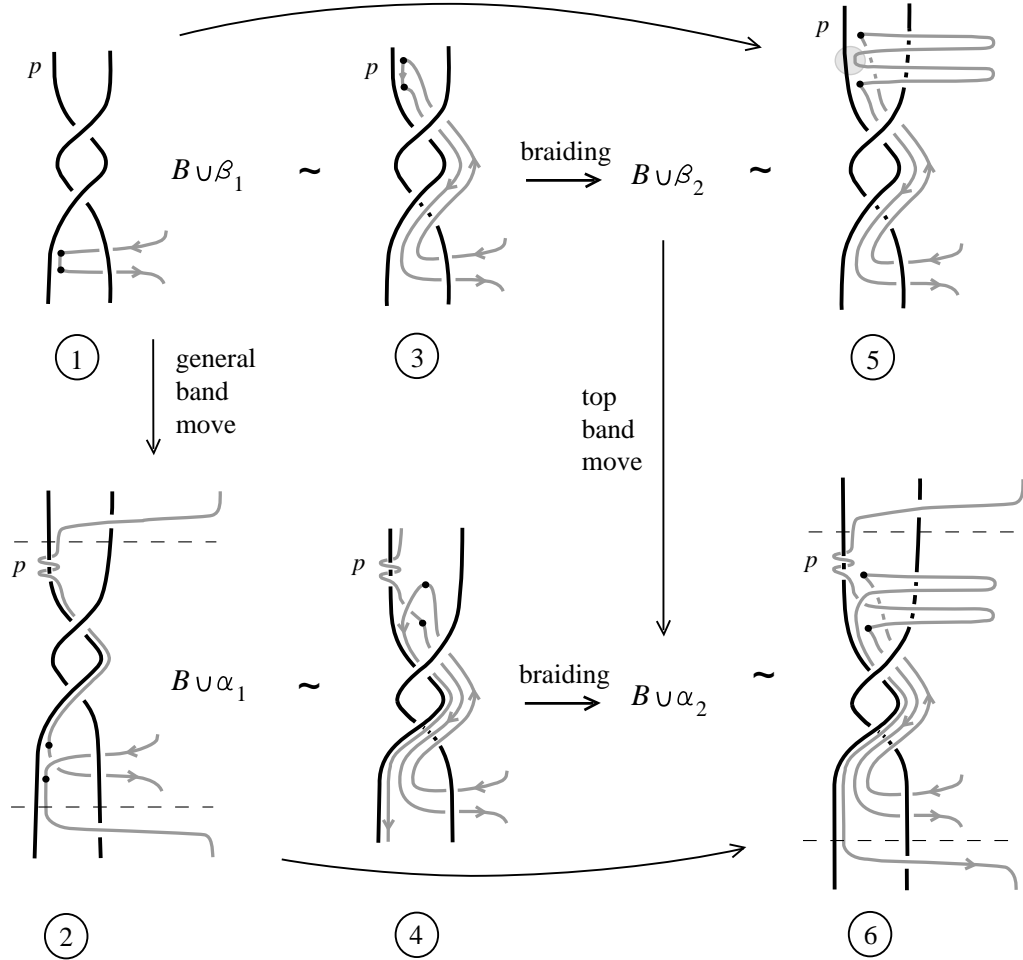 p
p
p
B ∪ β1
~
braiding
B ∪ β2
~
1
3
5
general
band
move
top
band
move
p
p
p
B ∪ α1
~
braiding
B ∪ α2
~
2
4
6